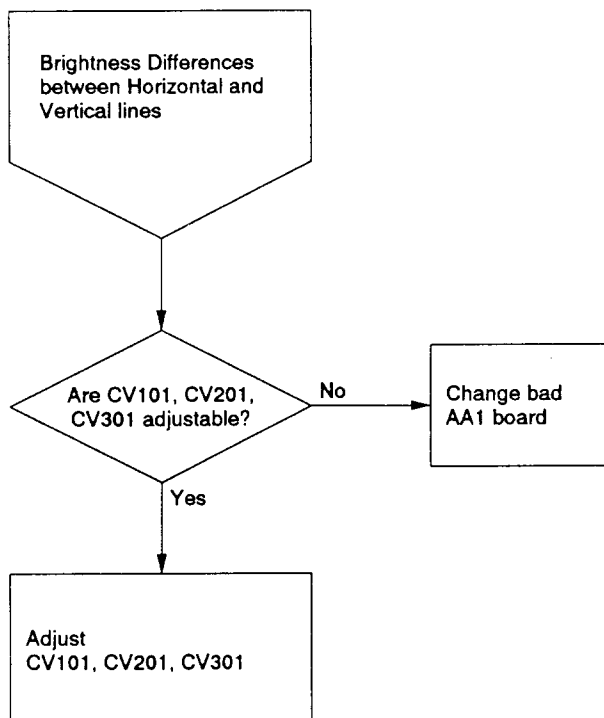 Brightness Differences
between Horizontal and
Vertical lines
Are CV101, CV201,
CV301 adjustable?
No
Change bad
AA1 board
Yes
Adjust
CV101, CV201, CV301